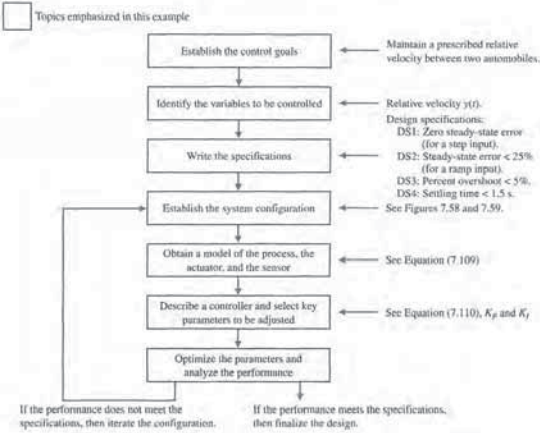 Topics emphasized in this example
Establish the control goals
Maintain a prescribed relative
velocity between two automobiles.
Identify the variables to be controlled
Relative velocity y(t).
Write the specifications
Design specifications:
DS1: Zero steady-state error
(for a step input).
DS2: Steady-state error < 25%
(for a ramp input).
DS3: Percent overshoot < 5%.
DS4: Settling time < 1.5 s.
Establish the system configuration
See Figures 7.58 and 7.59.
Obtain a model of the process, the
actuator, and the sensor
See Equation (7.109)
Describe a controller and select key
parameters to be adjusted
See Equation (7.110), KP and KI
Optimize the parameters and
analyze the performance
If the performance does not meet the
specifications, then iterate the configuration.
If the performance meets the specifications,
then finalize the design.